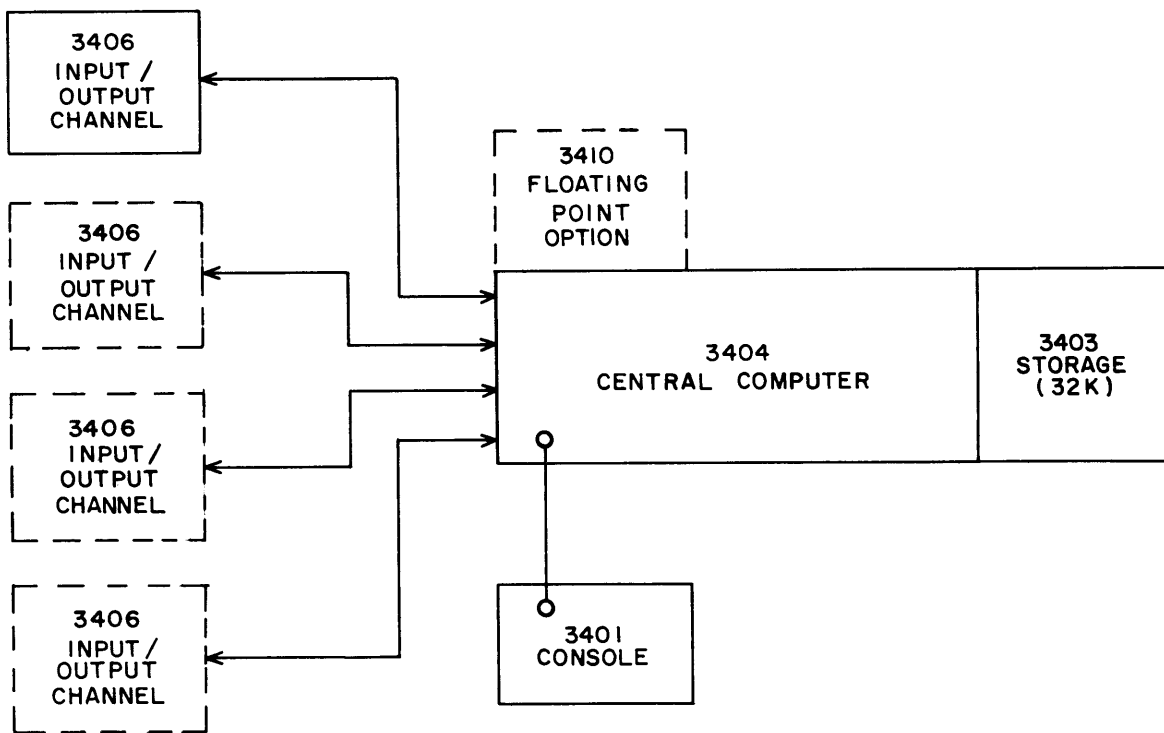 3406
INPUT /
OUTPUT
CHANNEL
3406
INPUT /
OUTPUT
CHANNEL
3406
INPUT /
OUTPUT
CHANNEL
3406
INPUT /
OUTPUT
CHANNEL
3410
FLOATING
POINT
OPTION
3404
CENTRAL COMPUTER
3403
STORAGE
(32K)
3401
CONSOLE